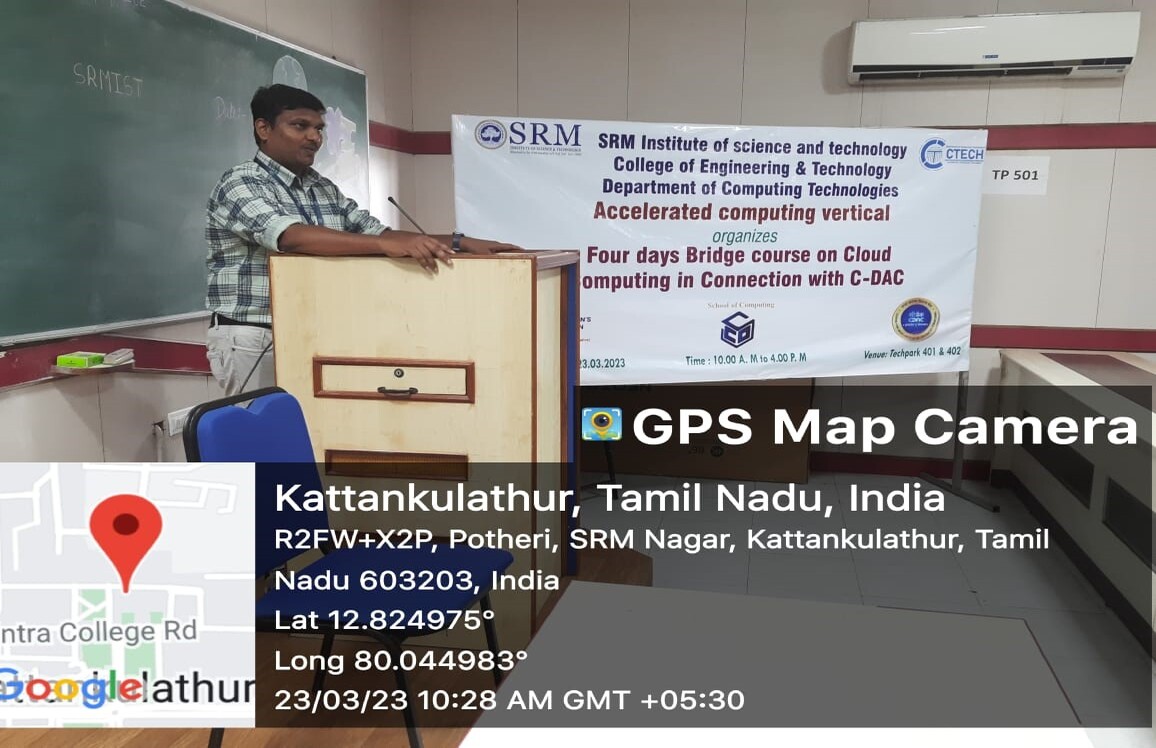 SRMIST
SRM
SRM Institute of science and technology
College of Engineering & Technology
Department of Computing Technologies
CTECH
TP 501
Accelerated computing vertical
organizes
Four days Bridge course on Cloud
omputing in Connection with C-DAC
School of Computing
CDAC
23.03.2023
Time : 10.00 A. M to 4.00 P. M
Venue: Techpark 401 & 402
GPS Map Camera
Kattankulathur, Tamil Nadu, India
R2FW+X2P, Potheri, SRM Nagar, Kattankulathur, Tamil
Nadu 603203, India
Lat 12.824975°
Long 80.044983°
23/03/23 10:28 AM GMT +05:30
ntra College Rd
Google
lathur